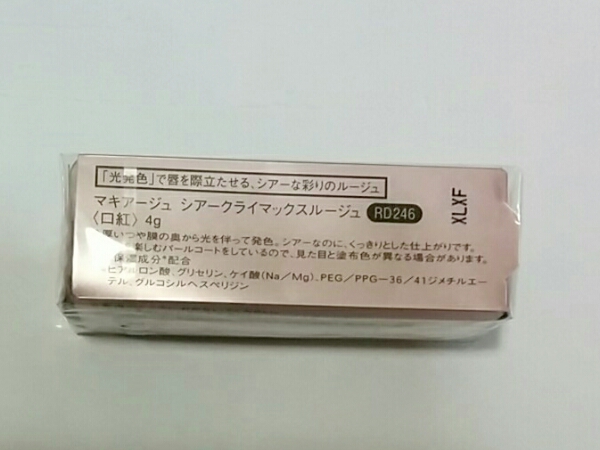 「光発色」で唇を際立たせる、シアーな彩りのルージュ
マキアージュ シアークライマックスルージュ RD246
〈口紅〉4g
厚いつや膜の奥から光を伴って発色。シアーなのに、くっきりとした仕上がりです。
楽しむパールコートをしているので、見た目と塗布色が異なる場合があります。
保湿成分*配合
ヒアルロン酸、グリセリン、ケイ酸(Na/Mg)、PEG/PPG-36/41ジメチルエー
テル、グルコシルヘスペリジン
XLXF